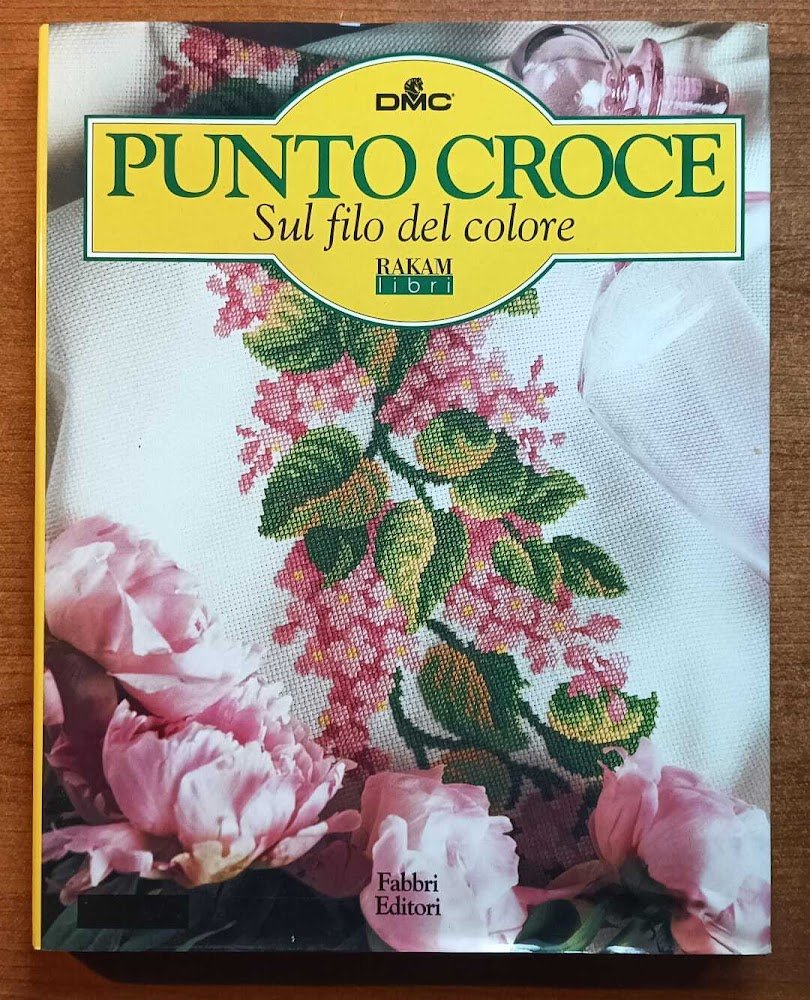 DMC
PUNTO CROCE
Sul filo del colore
RAKAM
libri
Fabbri
Editori